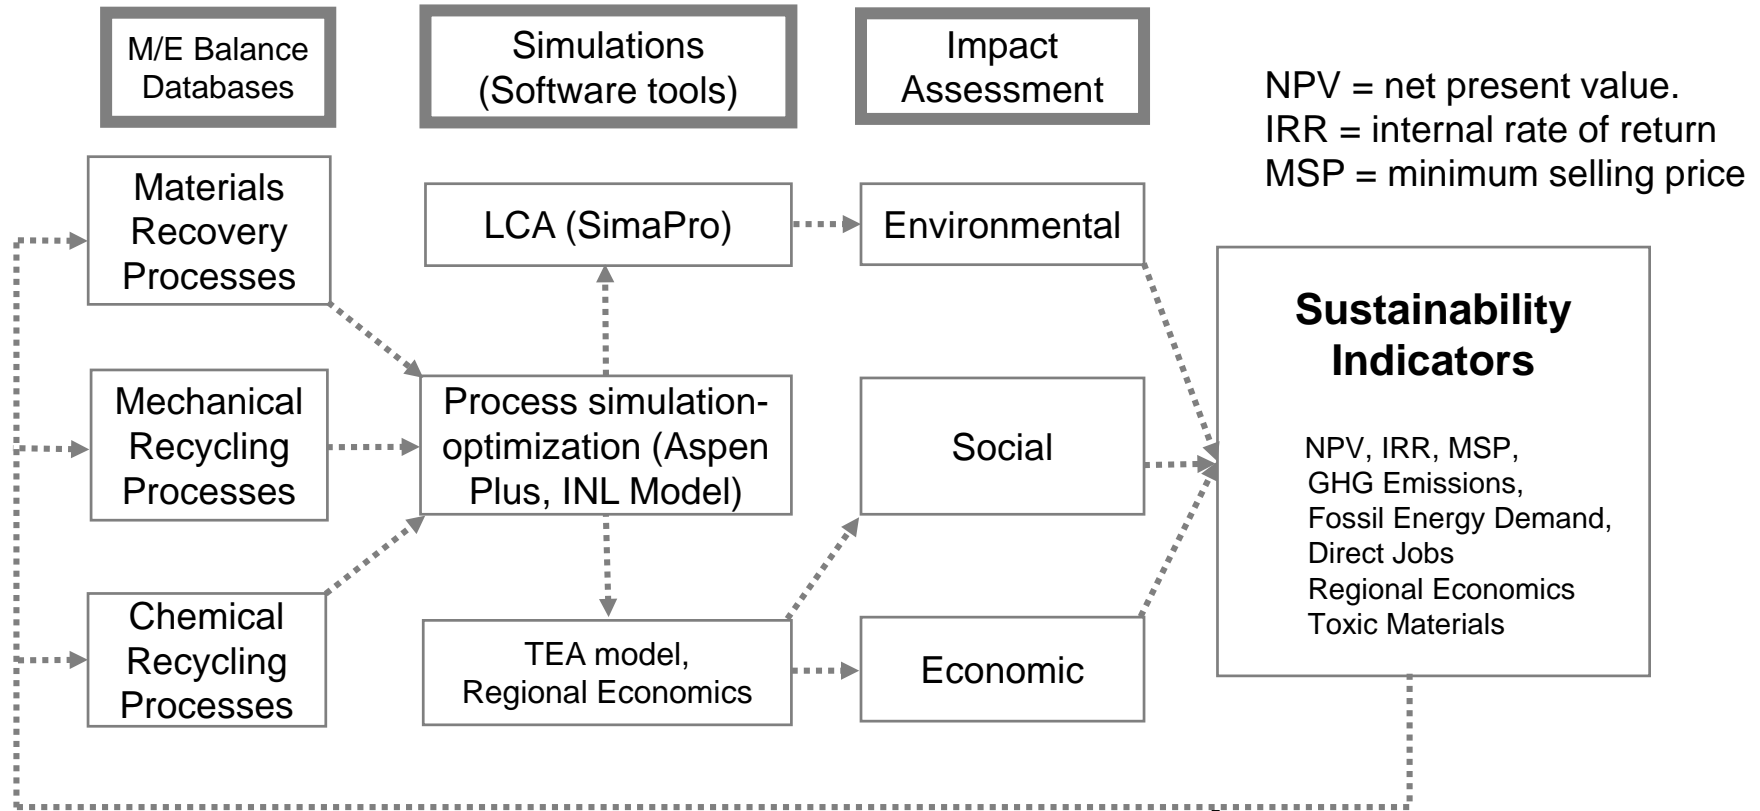 M/E Balance
Databases
Simulations
(Software tools)
Impact
Assessment
NPV = net present value.
IRR = internal rate of return
MSP = minimum selling price
Materials
Recovery
Processes
LCA (SimaPro)
Environmental
Mechanical
Recycling
Processes
Process simulation-
optimization (Aspen
Plus, INL Model)
Social
Chemical
Recycling
Processes
TEA model,
Regional Economics
Economic
Sustainability
Indicators
NPV, IRR, MSP,
GHG Emissions,
Fossil Energy Demand,
Direct Jobs
Regional Economics
Toxic Materials